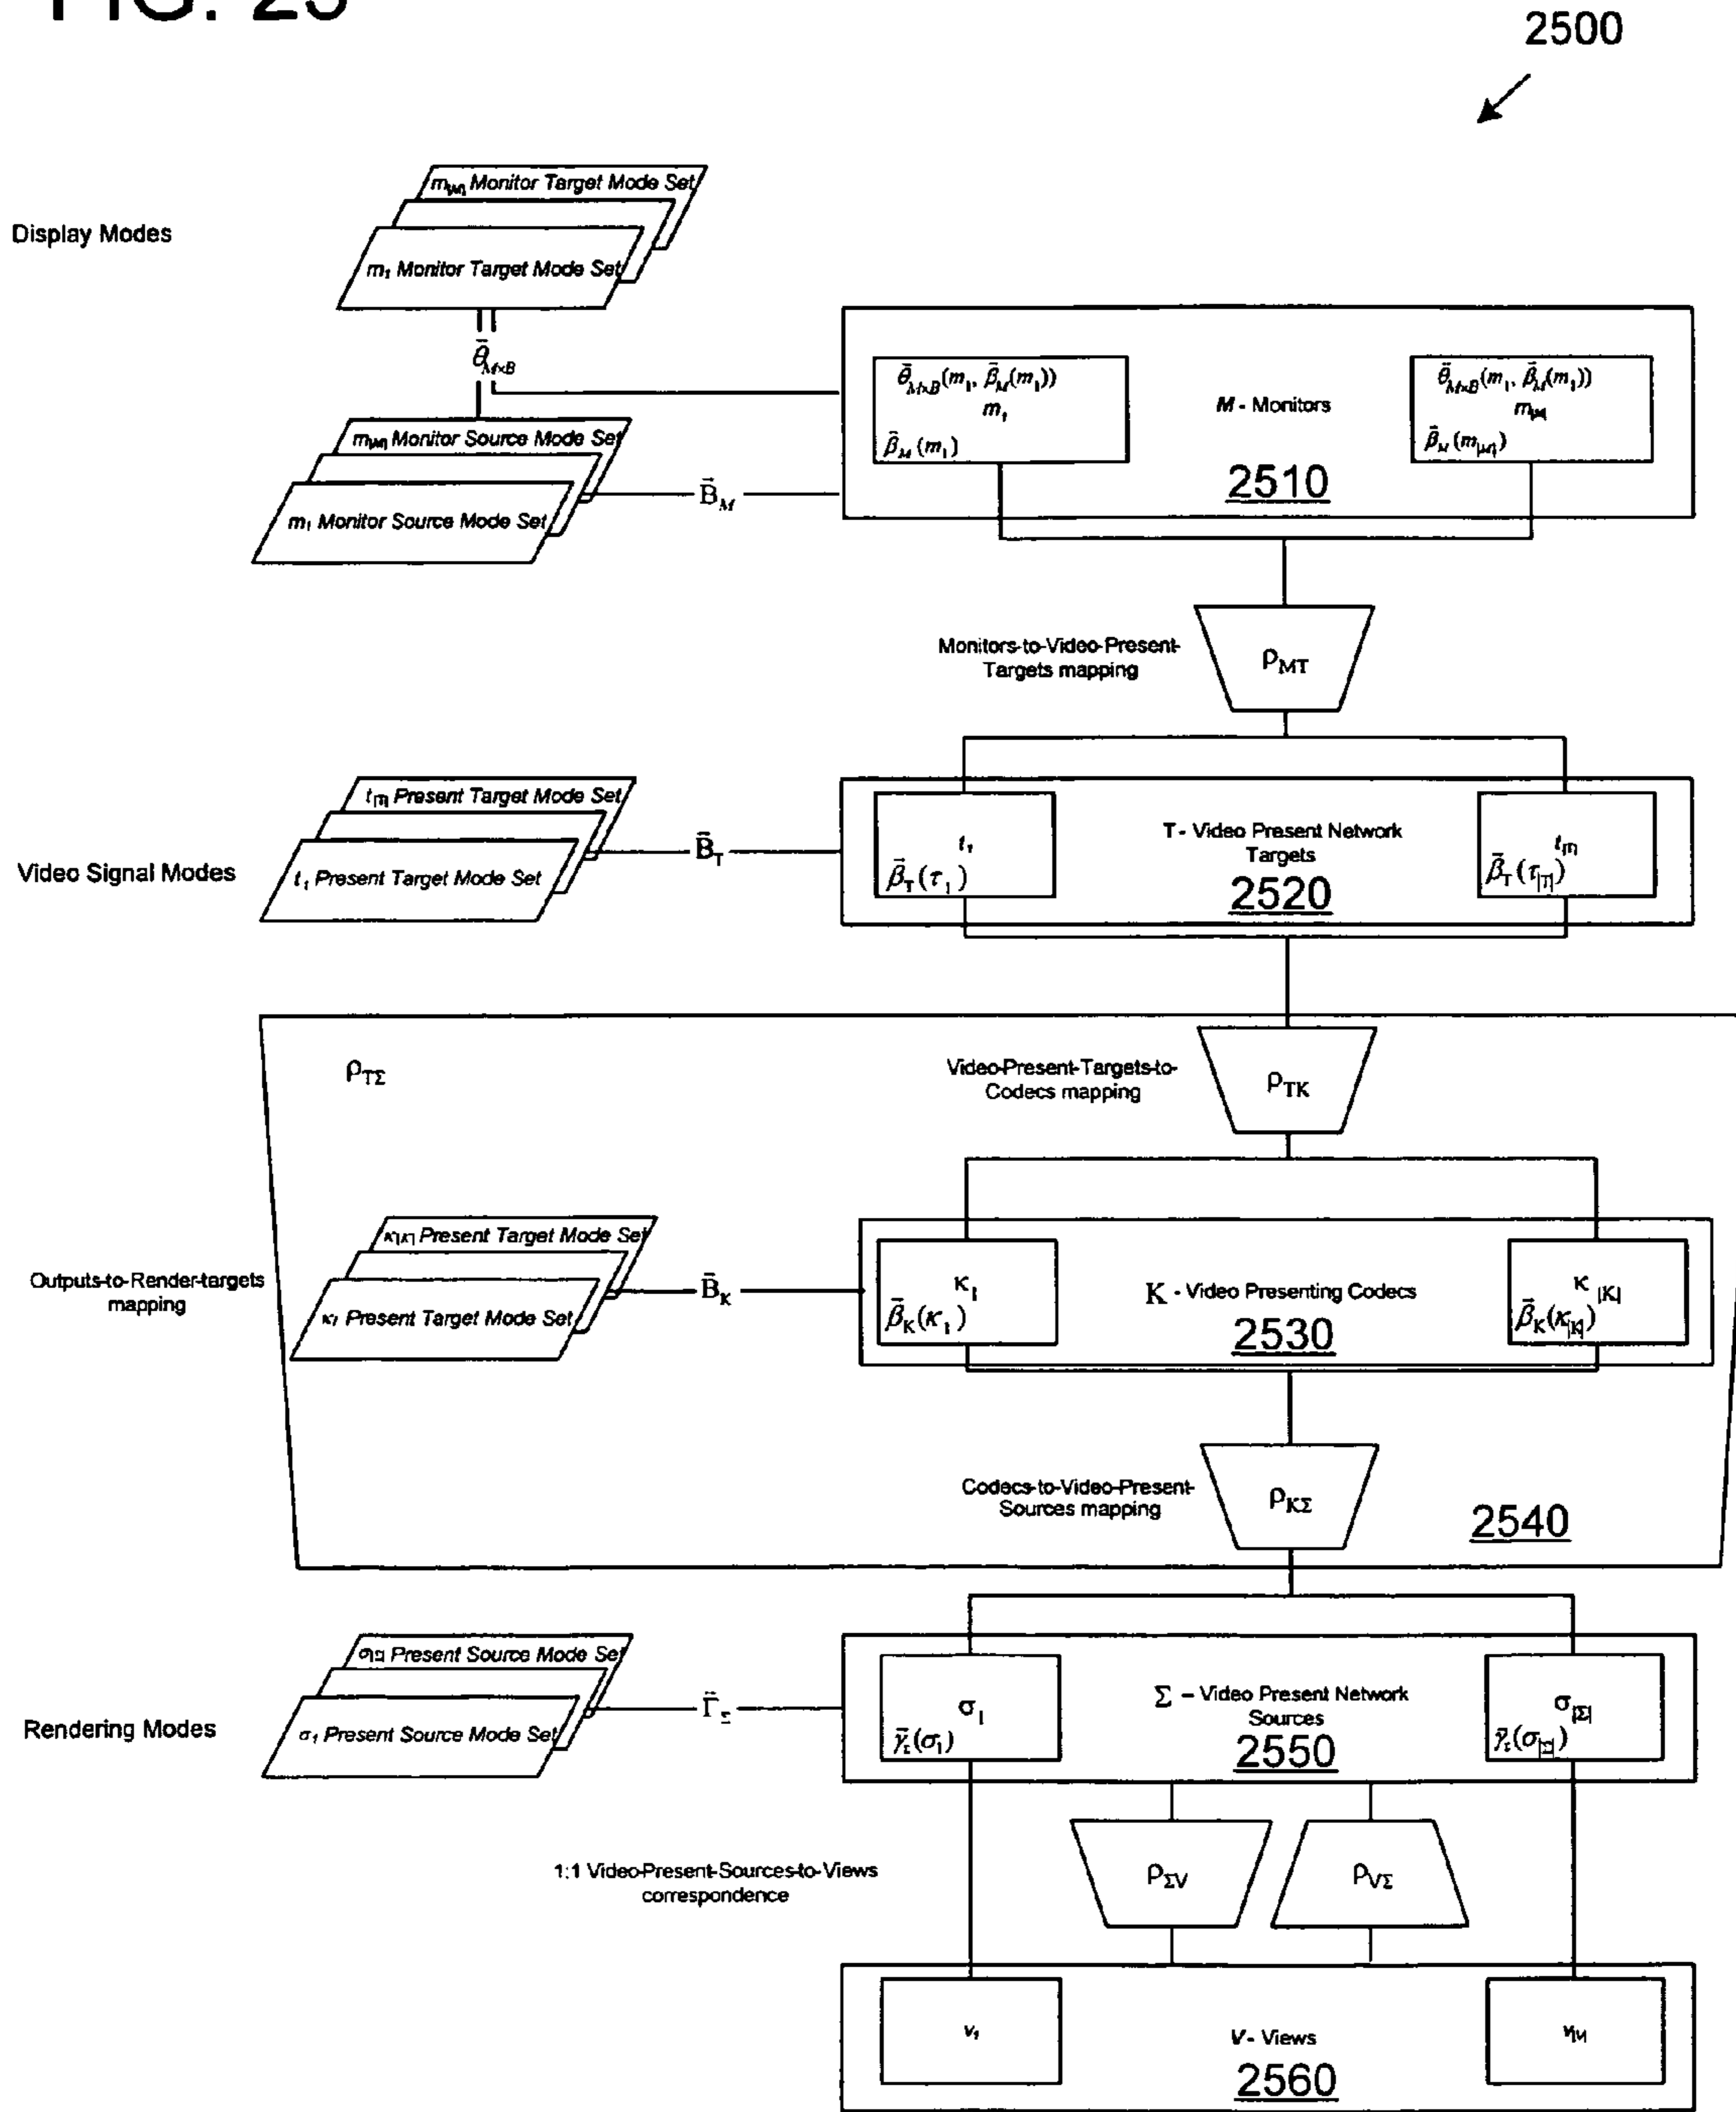 FIG. 25
2500
Display Modes
m|M| Monitor Target Mode Set
m1 Monitor Target Mode Set
θ̄M×B
m|M| Monitor Source Mode Set
m1 Monitor Source Mode Set
B̄M
θ̄M×B(m1, β̄M(m1))
m1
β̄M(m1)
M - Monitors
2510
θ̄M×B(m1, β̄M(m1))
m|M|
β̄M(m|M|)
Monitors-to-Video-Present-
Targets mapping
ρMT
Video Signal Modes
t|T| Present Target Mode Set
t1 Present Target Mode Set
B̄T
t1
β̄T(τ1)
T - Video Present Network
Targets
2520
t|T|
β̄T(τ|T|)
ρTΣ
Video-Present-Targets-to-
Codecs mapping
ρTK
Outputs-to-Render-targets
mapping
κ|K| Present Target Mode Set
κ1 Present Target Mode Set
B̄K
κ1
β̄K(κ1)
K - Video Presenting Codecs
2530
κ|K|
β̄K(κ|K|)
Codecs-to-Video-Present-
Sources mapping
ρKΣ
2540
Rendering Modes
σ|Σ| Present Source Mode Set
σ1 Present Source Mode Set
Γ̄Σ
σ1
γ̄Σ(σ1)
Σ – Video Present Network
Sources
2550
σ|Σ|
γ̄Σ(σ|Σ|)
1:1 Video-Present-Sources-to-Views
correspondence
ρΣV
ρVΣ
v1
V - Views
2560
v|V|